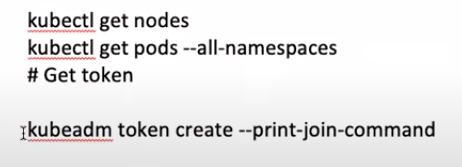 kubectl get nodes
kubectl get pods --all-namespaces
# Get token
kubeadm token create --print-join-command